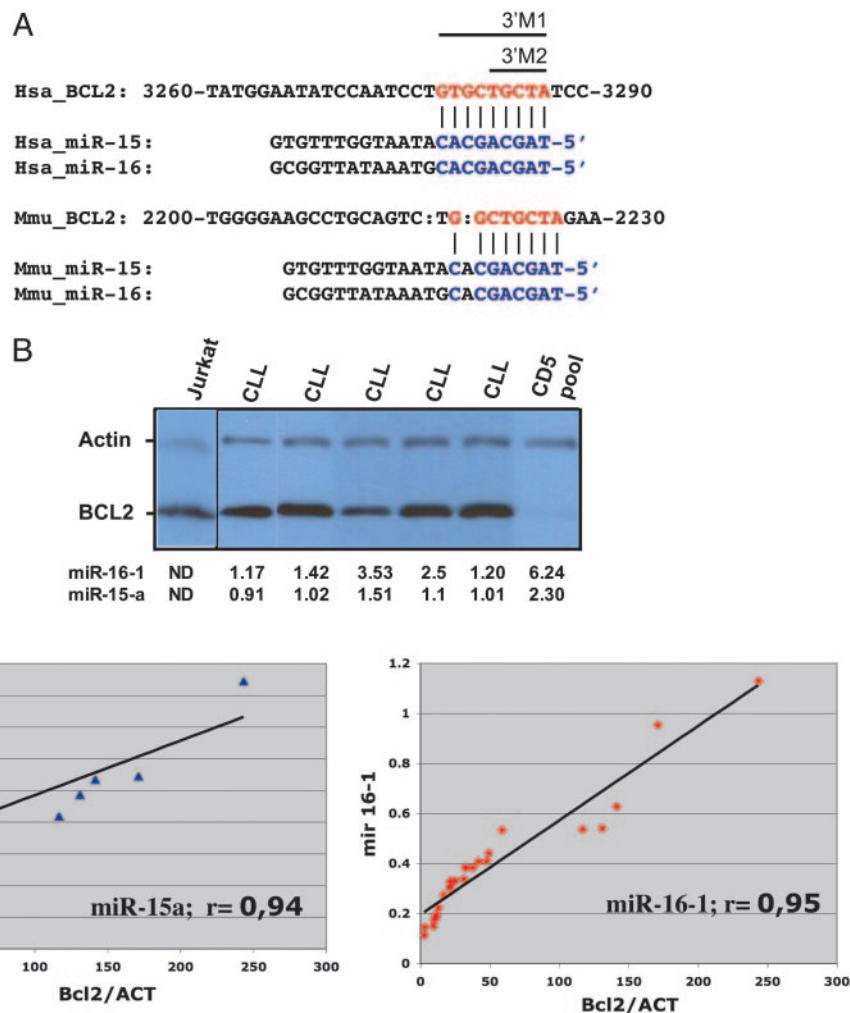 A
3'M1
3'M2
Hsa_BCL2: 3260-TATGGAATATCCAATCCTGTGCTGCTATCC-3290
Hsa_miR-15: GTGTTTGGTAATACACGACGAT-5'
Hsa_miR-16: GCGGTTATAAATGCACGACGAT-5'
Mmu_BCL2: 2200-TGGGGAAGCCTGCAGTC:TG:GCTGCTAGAA-2230
Mmu_miR-15: GTGTTTGGTAATACACGACGAT-5'
Mmu_miR-16: GCGGTTATAAATGCACGACGAT-5'
B
Jurkat CLL CLL CLL CLL CLL CD5 pool
Actin
BCL2
miR-16-1 ND 1.17 1.42 3.53 2.5 1.20 6.24
miR-15-a ND 0.91 1.02 1.51 1.1 1.01 2.30
miR-15a; r= 0,94
100 150 200 250 300
Bcl2/ACT
mir 16-1
1.2
1
0.8
0.6
0.4
0.2
0
miR-16-1; r= 0,95
0 50 100 150 200 250 300
Bcl2/ACT